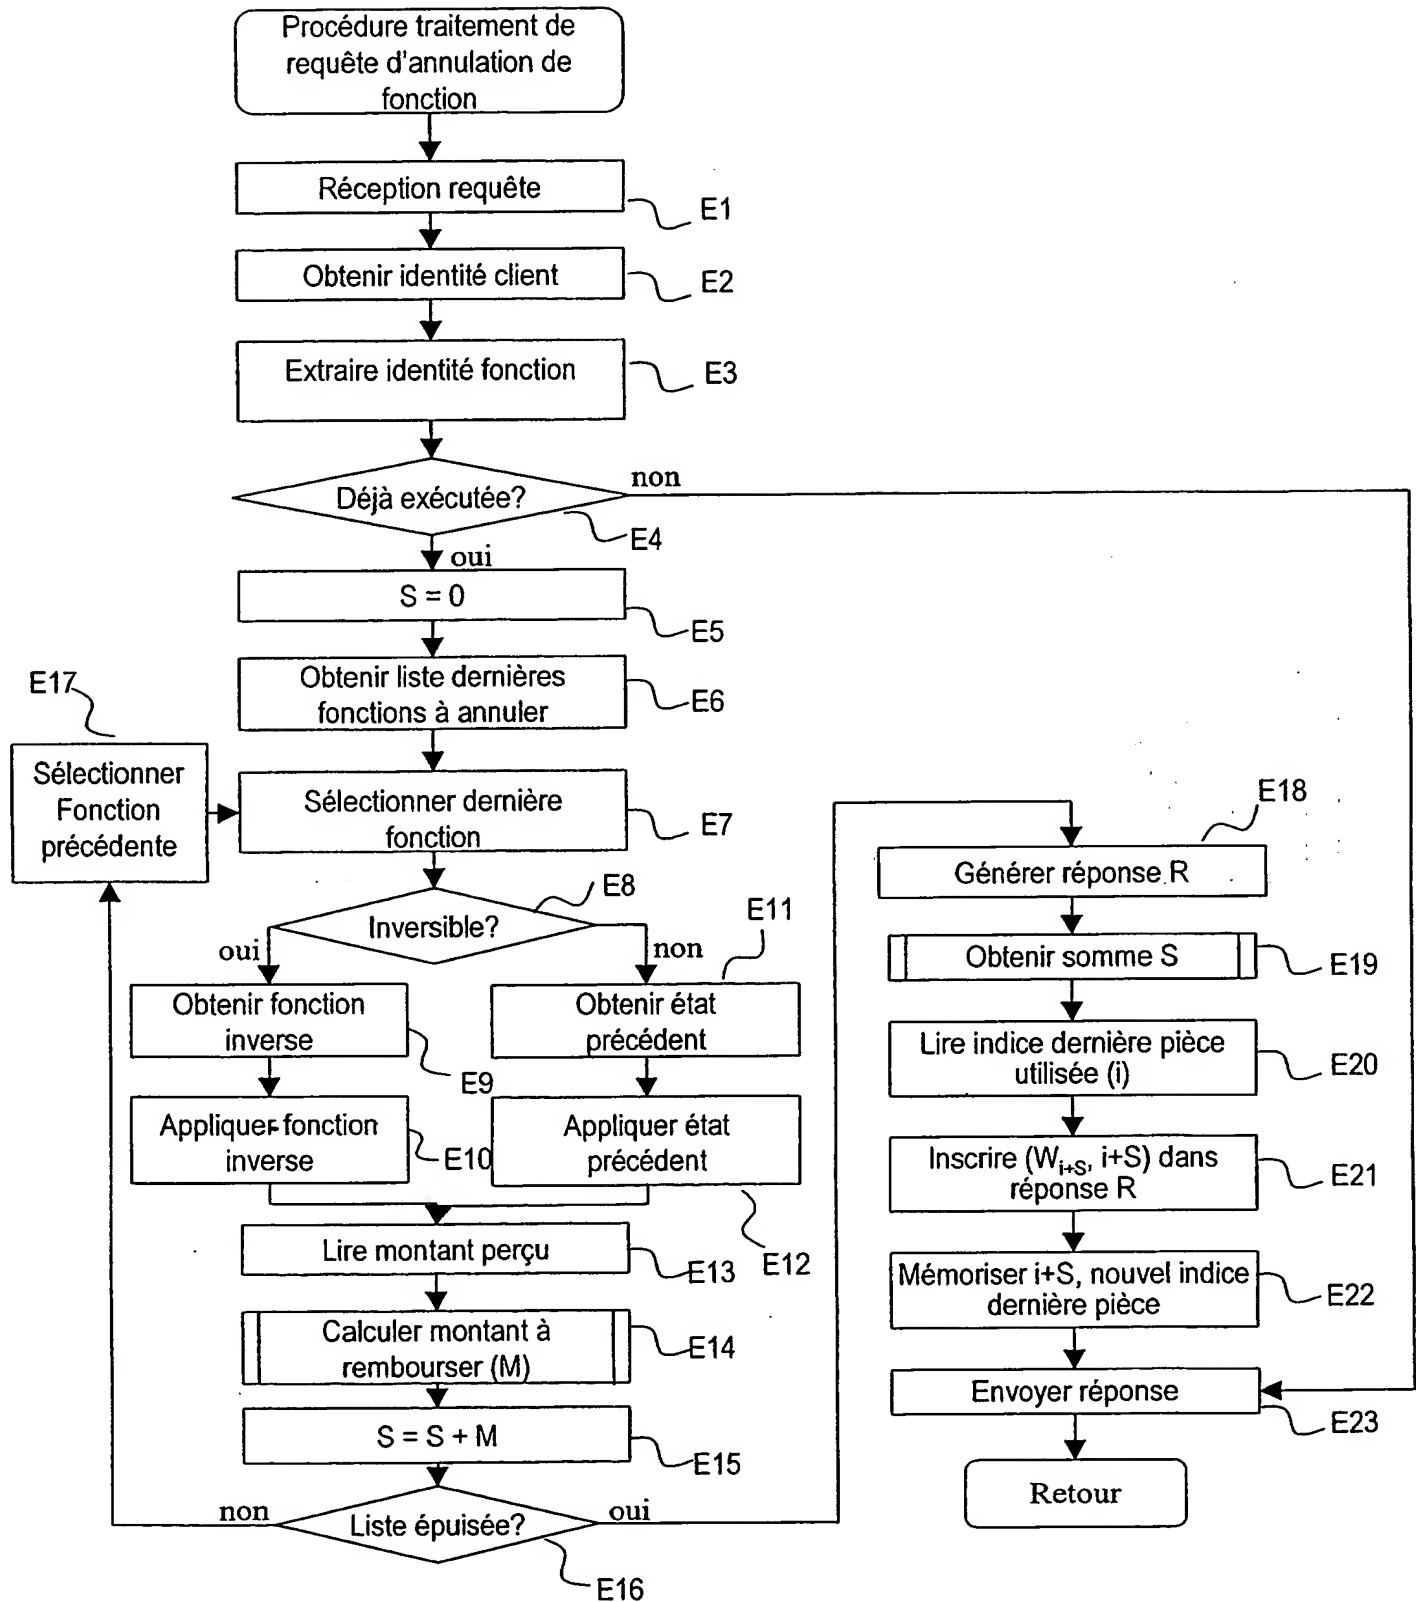 Procédure traitement de
requête d'annulation de
fonction
Réception requête
E1
Obtenir identité client
E2
Extraire identité fonction
E3
Déjà exécutée?
non
E4
oui
S = 0
E5
Obtenir liste dernières
fonctions à annuler
E6
E17
Sélectionner
Fonction
précédente
Sélectionner dernière
fonction
E7
Inversible?
E8
oui
non
E11
Obtenir fonction
inverse
E9
Obtenir état
précédent
Appliquer fonction
inverse
E10
Appliquer état
précédent
E12
Lire montant perçu
E13
Calculer montant à
rembourser (M)
E14
S = S + M
E15
non
Liste épuisée?
oui
E16
E18
Générer réponse R
Obtenir somme S
E19
Lire indice dernière pièce
utilisée (i)
E20
Inscrire (W_{i+S}, i+S) dans
réponse R
E21
Mémoriser i+S, nouvel indice
dernière pièce
E22
Envoyer réponse
E23
Retour